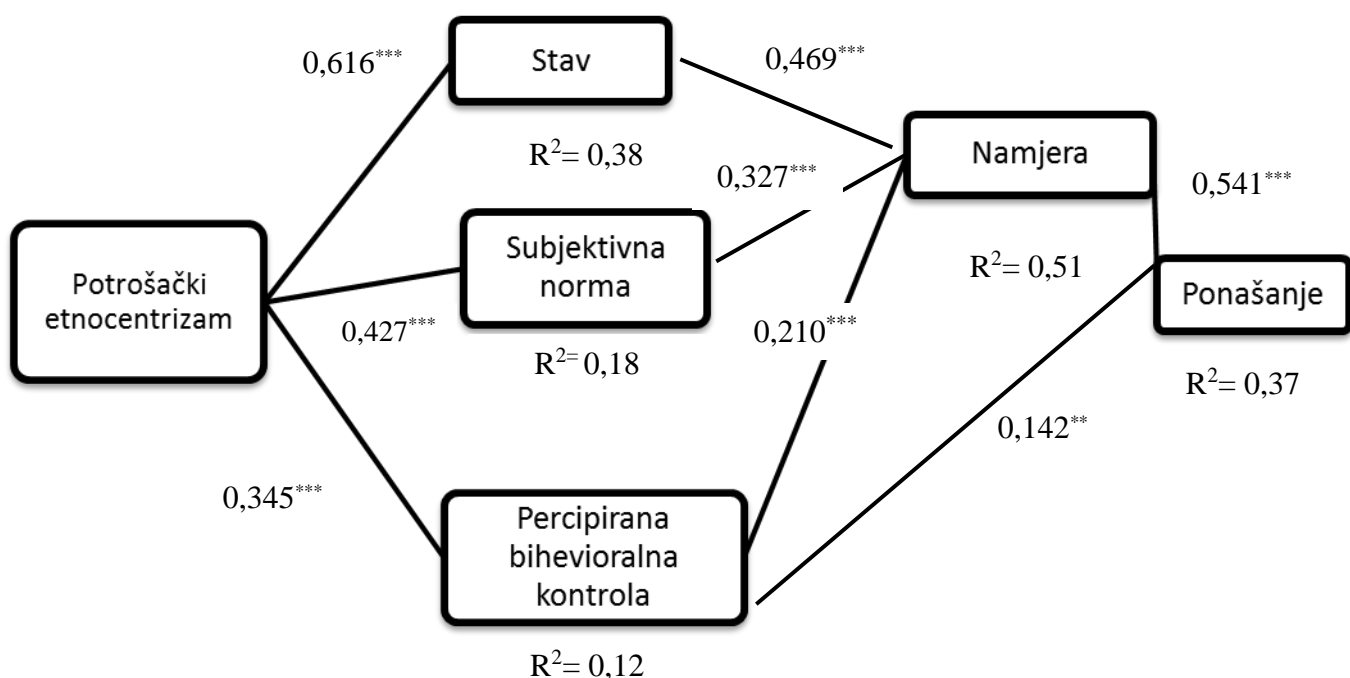 0,616***
Stav
0,469***
R²= 0,38
0,327***
Namjera
0,541***
R²= 0,51
Potrošački
etnocentrizam
Subjektivna
norma
0,427***
R²⁼ 0,18
0,210***
Ponašanje
R²= 0,37
0,142**
0,345***
Percipirana
bihevioralna
kontrola
R²= 0,12